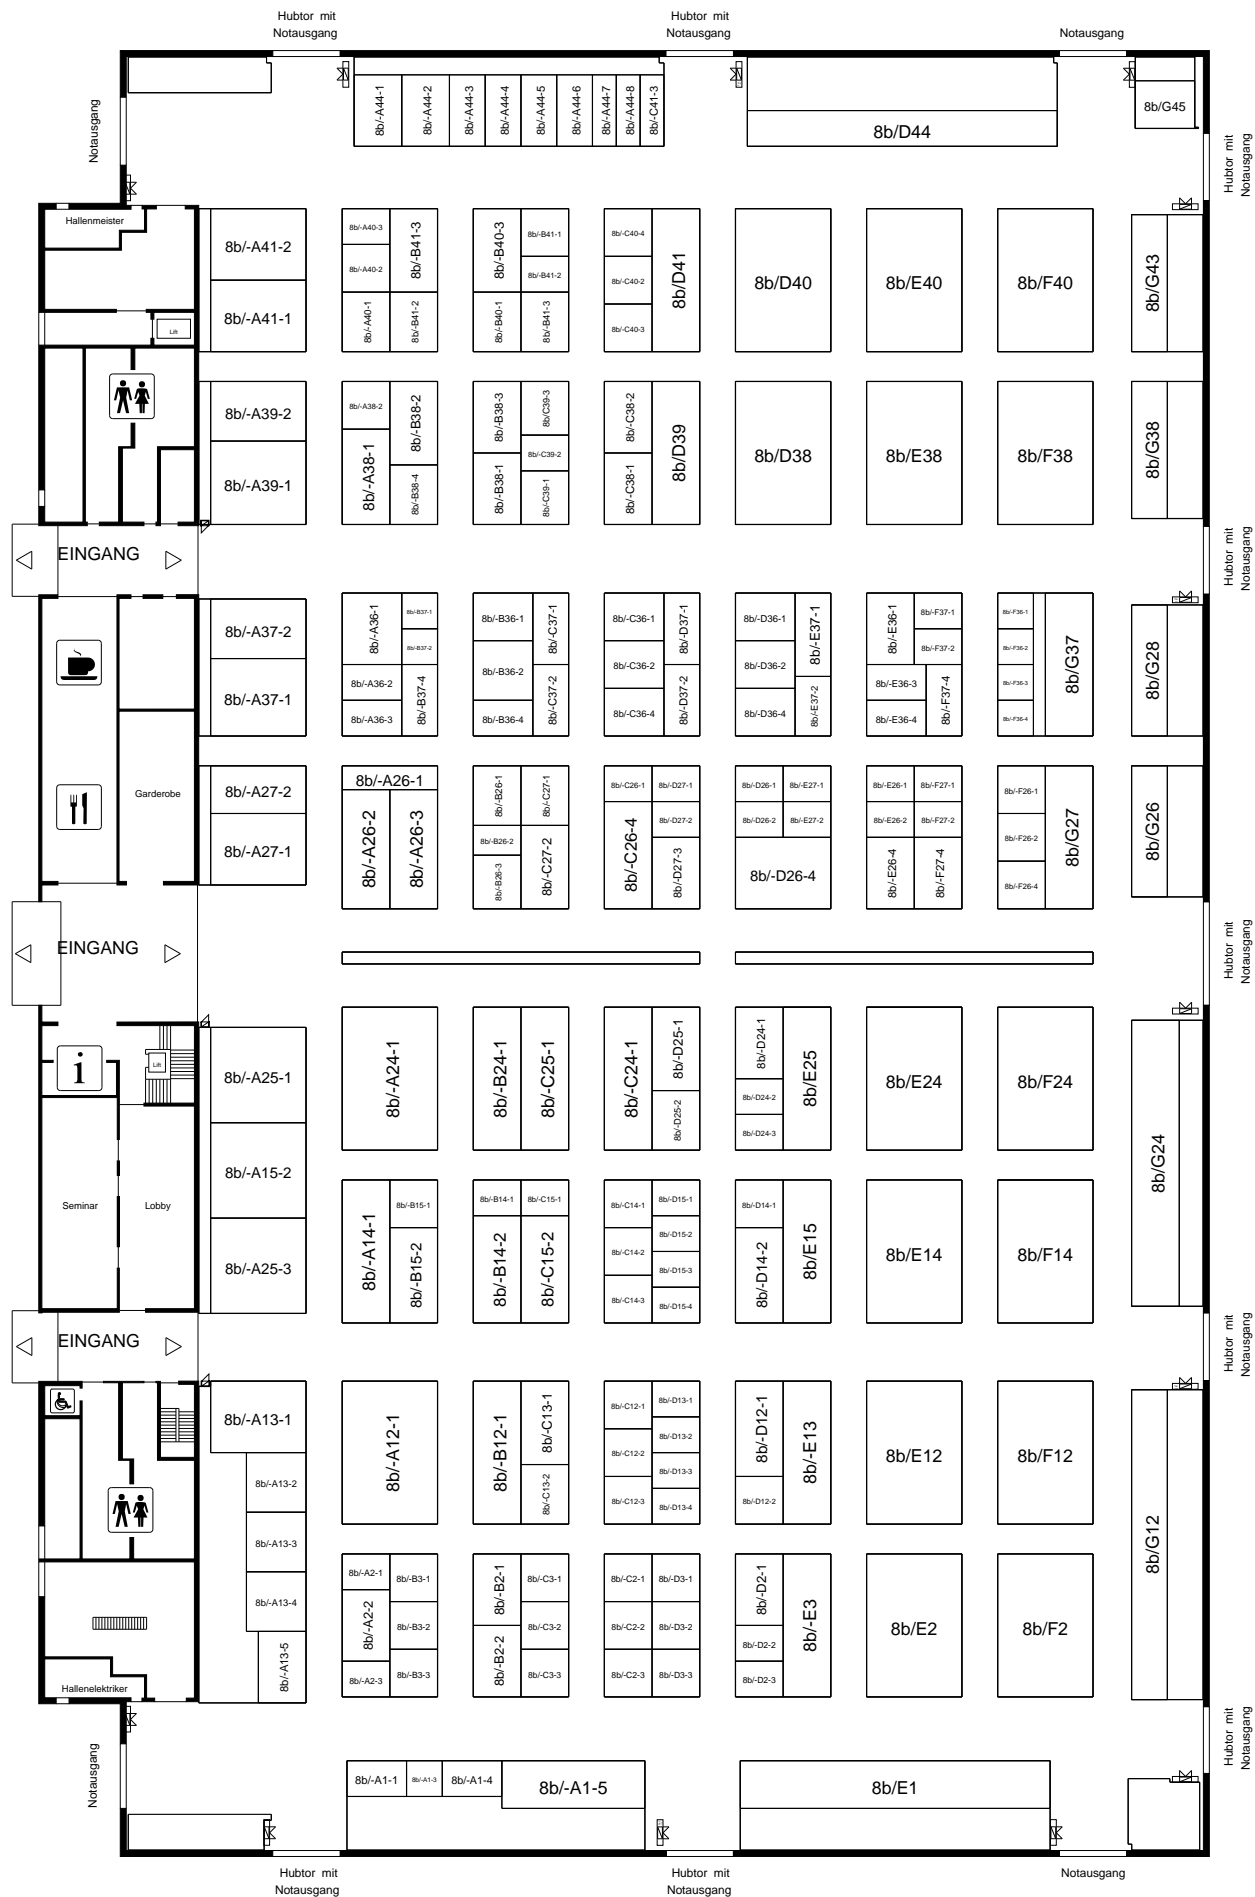 Hubtor mit
Notausgang
Hubtor mit
Notausgang
Notausgang
8b/-A44-1
8b/-A44-2
8b/-A44-3
8b/-A44-4
8b/-A44-5
8b/-A44-6
8b/-A44-7
8b/-A44-8
8b/-C41-3
8b/D44
8b/G45
Notausgang
Hubtor mit
Notausgang
Hallenmeister
Lift
8b/-A41-2
8b/-A41-1
8b/-A40-3
8b/-A40-2
8b/-A40-1
8b/-B41-3
8b/-B41-2
8b/-B40-3
8b/-B40-1
8b/-B41-1
8b/-B41-2
8b/-B41-3
8b/-C40-4
8b/-C40-2
8b/-C40-3
8b/D41
8b/D40
8b/E40
8b/F40
8b/G43
8b/-A39-2
8b/-A39-1
8b/-A38-2
8b/-A38-1
8b/-B38-2
8b/-B38-4
8b/-B38-3
8b/-B38-1
8b/-C39-3
8b/-C39-2
8b/-C39-1
8b/-C38-2
8b/-C38-1
8b/D39
8b/D38
8b/E38
8b/F38
8b/G38
EINGANG
Hubtor mit
Notausgang
8b/-A37-2
8b/-A37-1
8b/-A36-1
8b/-A36-2
8b/-A36-3
8b/-B37-1
8b/-B37-2
8b/-B37-4
8b/-B36-1
8b/-B36-2
8b/-B36-4
8b/-C37-1
8b/-C37-2
8b/-C36-1
8b/-C36-2
8b/-C36-4
8b/-D37-1
8b/-D37-2
8b/-D36-1
8b/-D36-2
8b/-D36-4
8b/-E37-1
8b/-E37-2
8b/-E36-1
8b/-E36-3
8b/-E36-4
8b/-F37-1
8b/-F37-2
8b/-F37-4
8b/-F36-1
8b/-F36-2
8b/-F36-3
8b/-F36-4
8b/G37
8b/G28
Garderobe
8b/-A27-2
8b/-A27-1
8b/-A26-1
8b/-A26-2
8b/-A26-3
8b/-B26-1
8b/-B26-2
8b/-B26-3
8b/-C27-1
8b/-C27-2
8b/-C26-1
8b/-C26-4
8b/-D27-1
8b/-D27-2
8b/-D27-3
8b/-D26-1
8b/-E27-1
8b/-D26-2
8b/-E27-2
8b/-D26-4
8b/-E26-1
8b/-F27-1
8b/-E26-2
8b/-F27-2
8b/-E26-4
8b/-F27-4
8b/-F26-1
8b/-F26-2
8b/-F26-4
8b/G27
8b/G26
EINGANG
Hubtor mit
Notausgang
i
Lift
8b/-A25-1
8b/-A24-1
8b/-B24-1
8b/-C25-1
8b/-C24-1
8b/-D25-1
8b/-D25-2
8b/-D24-1
8b/-D24-2
8b/-D24-3
8b/E25
8b/E24
8b/F24
8b/G24
Seminar
Lobby
8b/-A15-2
8b/-A25-3
8b/-A14-1
8b/-B15-1
8b/-B15-2
8b/-B14-1
8b/-B14-2
8b/-C15-1
8b/-C15-2
8b/-C14-1
8b/-C14-2
8b/-C14-3
8b/-D15-1
8b/-D15-2
8b/-D15-3
8b/-D15-4
8b/-D14-1
8b/-D14-2
8b/E15
8b/E14
8b/F14
EINGANG
Hubtor mit
Notausgang
8b/-A13-1
8b/-A13-2
8b/-A13-3
8b/-A13-4
8b/-A13-5
8b/-A12-1
8b/-B12-1
8b/-C13-1
8b/-C13-2
8b/-C12-1
8b/-C12-2
8b/-C12-3
8b/-D13-1
8b/-D13-2
8b/-D13-3
8b/-D13-4
8b/-D12-1
8b/-D12-2
8b/-E13
8b/E12
8b/F12
8b/G12
8b/-A2-1
8b/-A2-2
8b/-A2-3
8b/-B3-1
8b/-B3-2
8b/-B3-3
8b/-B2-1
8b/-B2-2
8b/-C3-1
8b/-C3-2
8b/-C3-3
8b/-C2-1
8b/-C2-2
8b/-C2-3
8b/-D3-1
8b/-D3-2
8b/-D3-3
8b/-D2-1
8b/-D2-2
8b/-D2-3
8b/-E3
8b/E2
8b/F2
Hallenelektriker
Notausgang
Hubtor mit
Notausgang
8b/-A1-1
8b/-A1-3
8b/-A1-4
8b/-A1-5
8b/E1
Hubtor mit
Notausgang
Hubtor mit
Notausgang
Notausgang